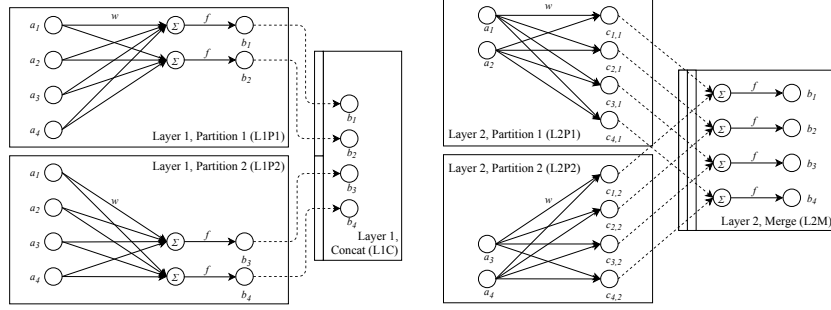 a1
a2
a3
a4
w
Σ
Σ
f
f
b1
b2
Layer 1, Partition 1 (L1P1)
Layer 1, Partition 2 (L1P2)
a1
a2
a3
a4
w
Σ
Σ
f
f
b3
b4
b1
b2
b3
b4
Layer 1,
Concat (L1C)
a1
a2
w
c1,1
c2,1
c3,1
c4,1
Layer 2, Partition 1 (L2P1)
Layer 2, Partition 2 (L2P2)
a3
a4
w
c1,2
c2,2
c3,2
c4,2
Σ
f
b1
Σ
f
b2
Σ
f
b3
Σ
f
b4
Layer 2, Merge (L2M)